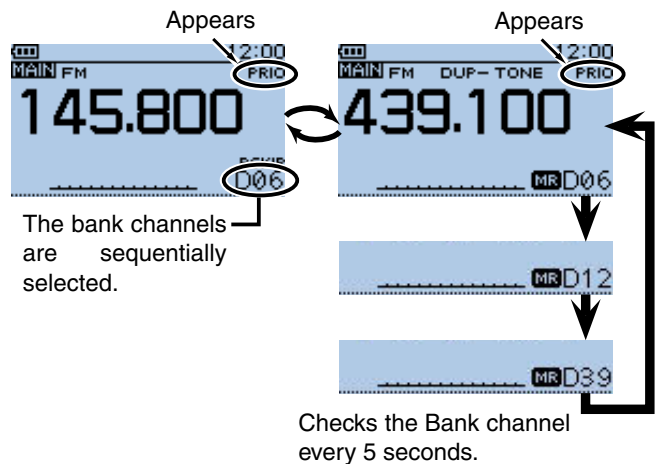 Appears
12:00
MAIN FM PRIO
145.800
D06
The bank channels
are sequentially
selected.
Appears
12:00
MAIN FM DUP– TONE PRIO
439.100
MR D06
MR D12
MR D39
Checks the Bank channel
every 5 seconds.